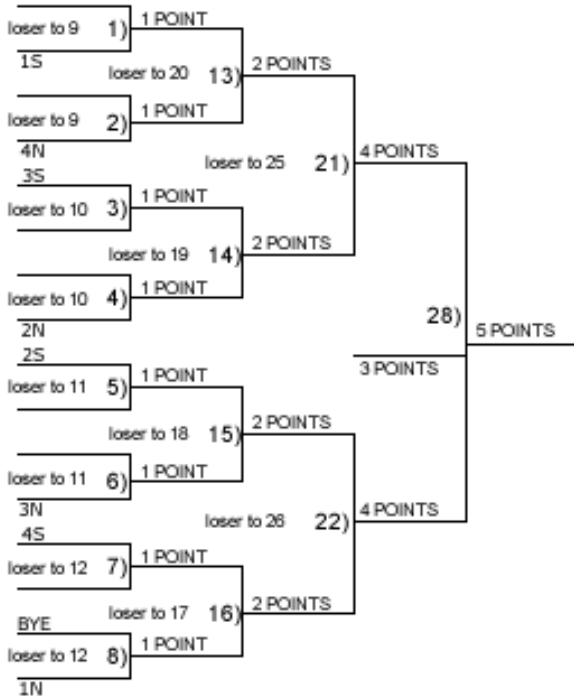 1 POINT
loser to 9 1)
1S
loser to 20 13) 2 POINTS
1 POINT
loser to 9 2)
4N
loser to 25 21) 4 POINTS
3S
1 POINT
loser to 10 3)
loser to 19 14) 2 POINTS
1 POINT
loser to 10 4)
2N
28) 5 POINTS
3 POINTS
2S
1 POINT
loser to 11 5)
loser to 18 15) 2 POINTS
1 POINT
loser to 11 6)
3N
loser to 26 22) 4 POINTS
4S
1 POINT
loser to 12 7)
loser to 17 16) 2 POINTS
BYE
1 POINT
loser to 12 8)
1N